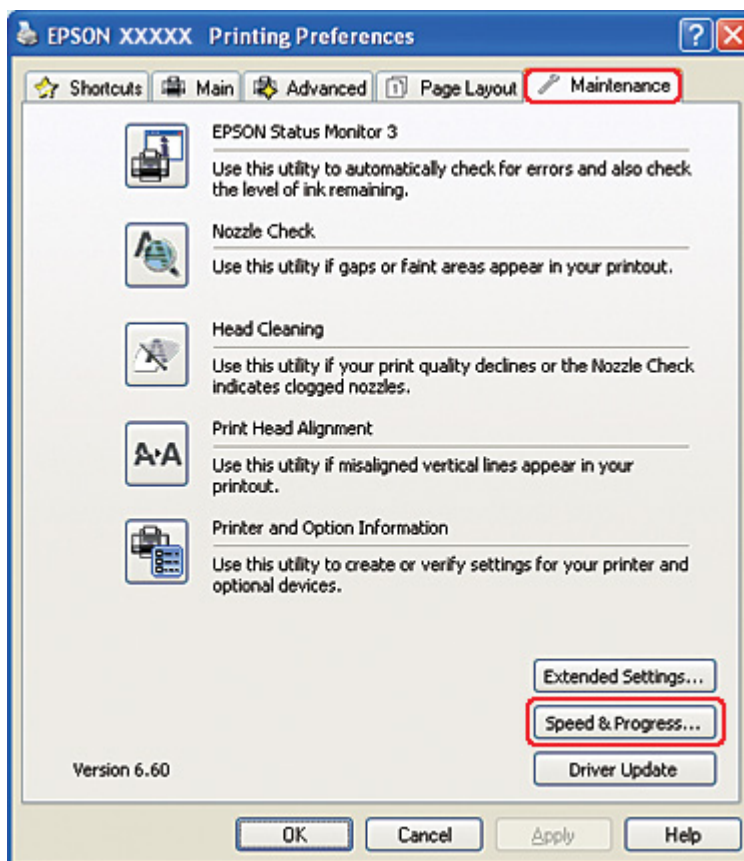 EPSON XXXXX Printing Preferences
Shortcuts Main Advanced Page Layout Maintenance
EPSON Status Monitor 3
Use this utility to automatically check for errors and also check
the level of ink remaining.
Nozzle Check
Use this utility if gaps or faint areas appear in your printout.
Head Cleaning
Use this utility if your print quality declines or the Nozzle Check
indicates clogged nozzles.
Print Head Alignment
Use this utility if misaligned vertical lines appear in your
printout.
Printer and Option Information
Use this utility to create or verify settings for your printer and
optional devices.
Extended Settings...
Speed & Progress...
Version 6.60 Driver Update
OK Cancel Apply Help